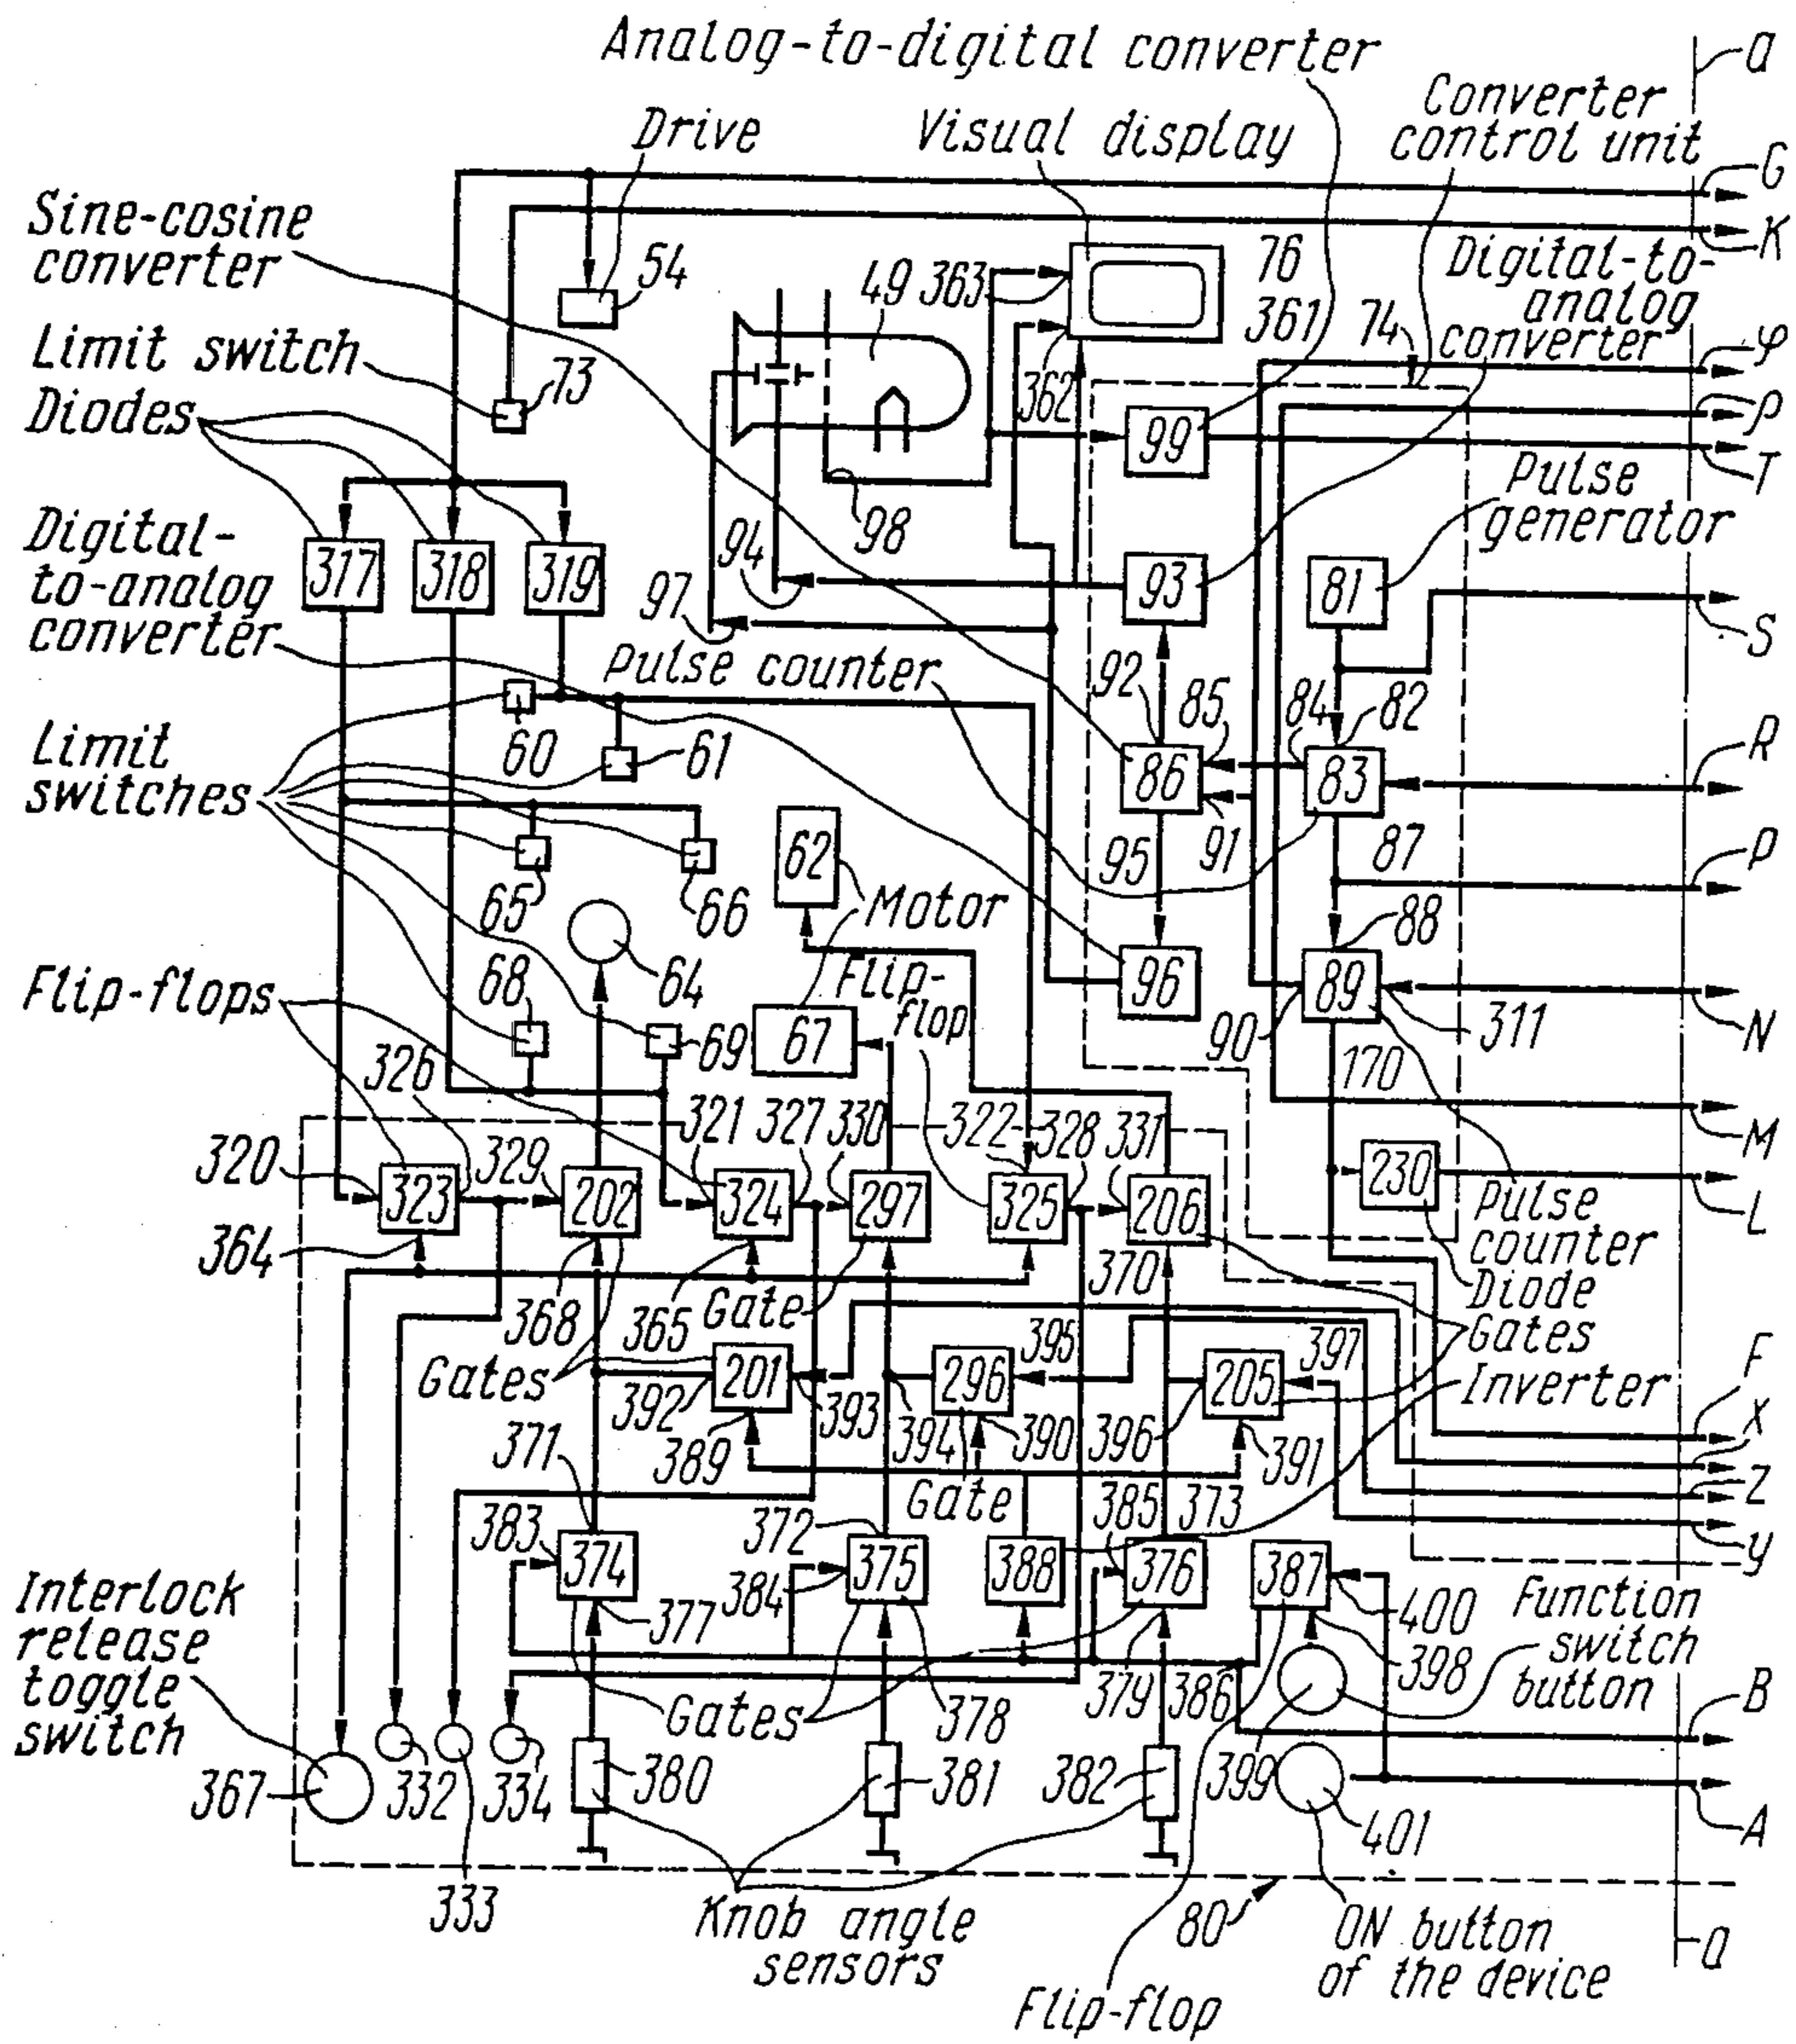 Analog-to-digital converter
a
Converter
control unit
Drive
Visual display
G
Sine-cosine
converter
K
54
49
363
76
361
Digital-to-
analog
converter
74
φ
Limit switch
73
362
ρ
Diodes
99
T
Pulse
generator
98
Digital-
to-analog
converter
317
318
319
94
93
81
97
S
Pulse counter
92
85
84
82
60
61
R
Limit
switches
86
83
62
95
91
87
P
65
66
Motor
88
64
Flip-flops
68
Flip-
flop
96
89
67
69
90
311
N
326
170
321
327
330
322
328
331
M
320
323
329
202
324
297
325
206
230
L
364
Pulse
counter
370
Diode
368
365
Gate
395
Gates
397
F
Gates
201
296
205
Inverter
X
392
393
394
390
396
391
389
371
Gate
Z
385
373
383
372
y
374
384
375
388
376
387
Interlock
release
toggle
switch
377
400
Function
switch
button
398
379
386
Gates
378
B
367
332
334
380
381
382
399
401
A
333
Knob angle
sensors
80
ON button
of the device
a
Flip-flop